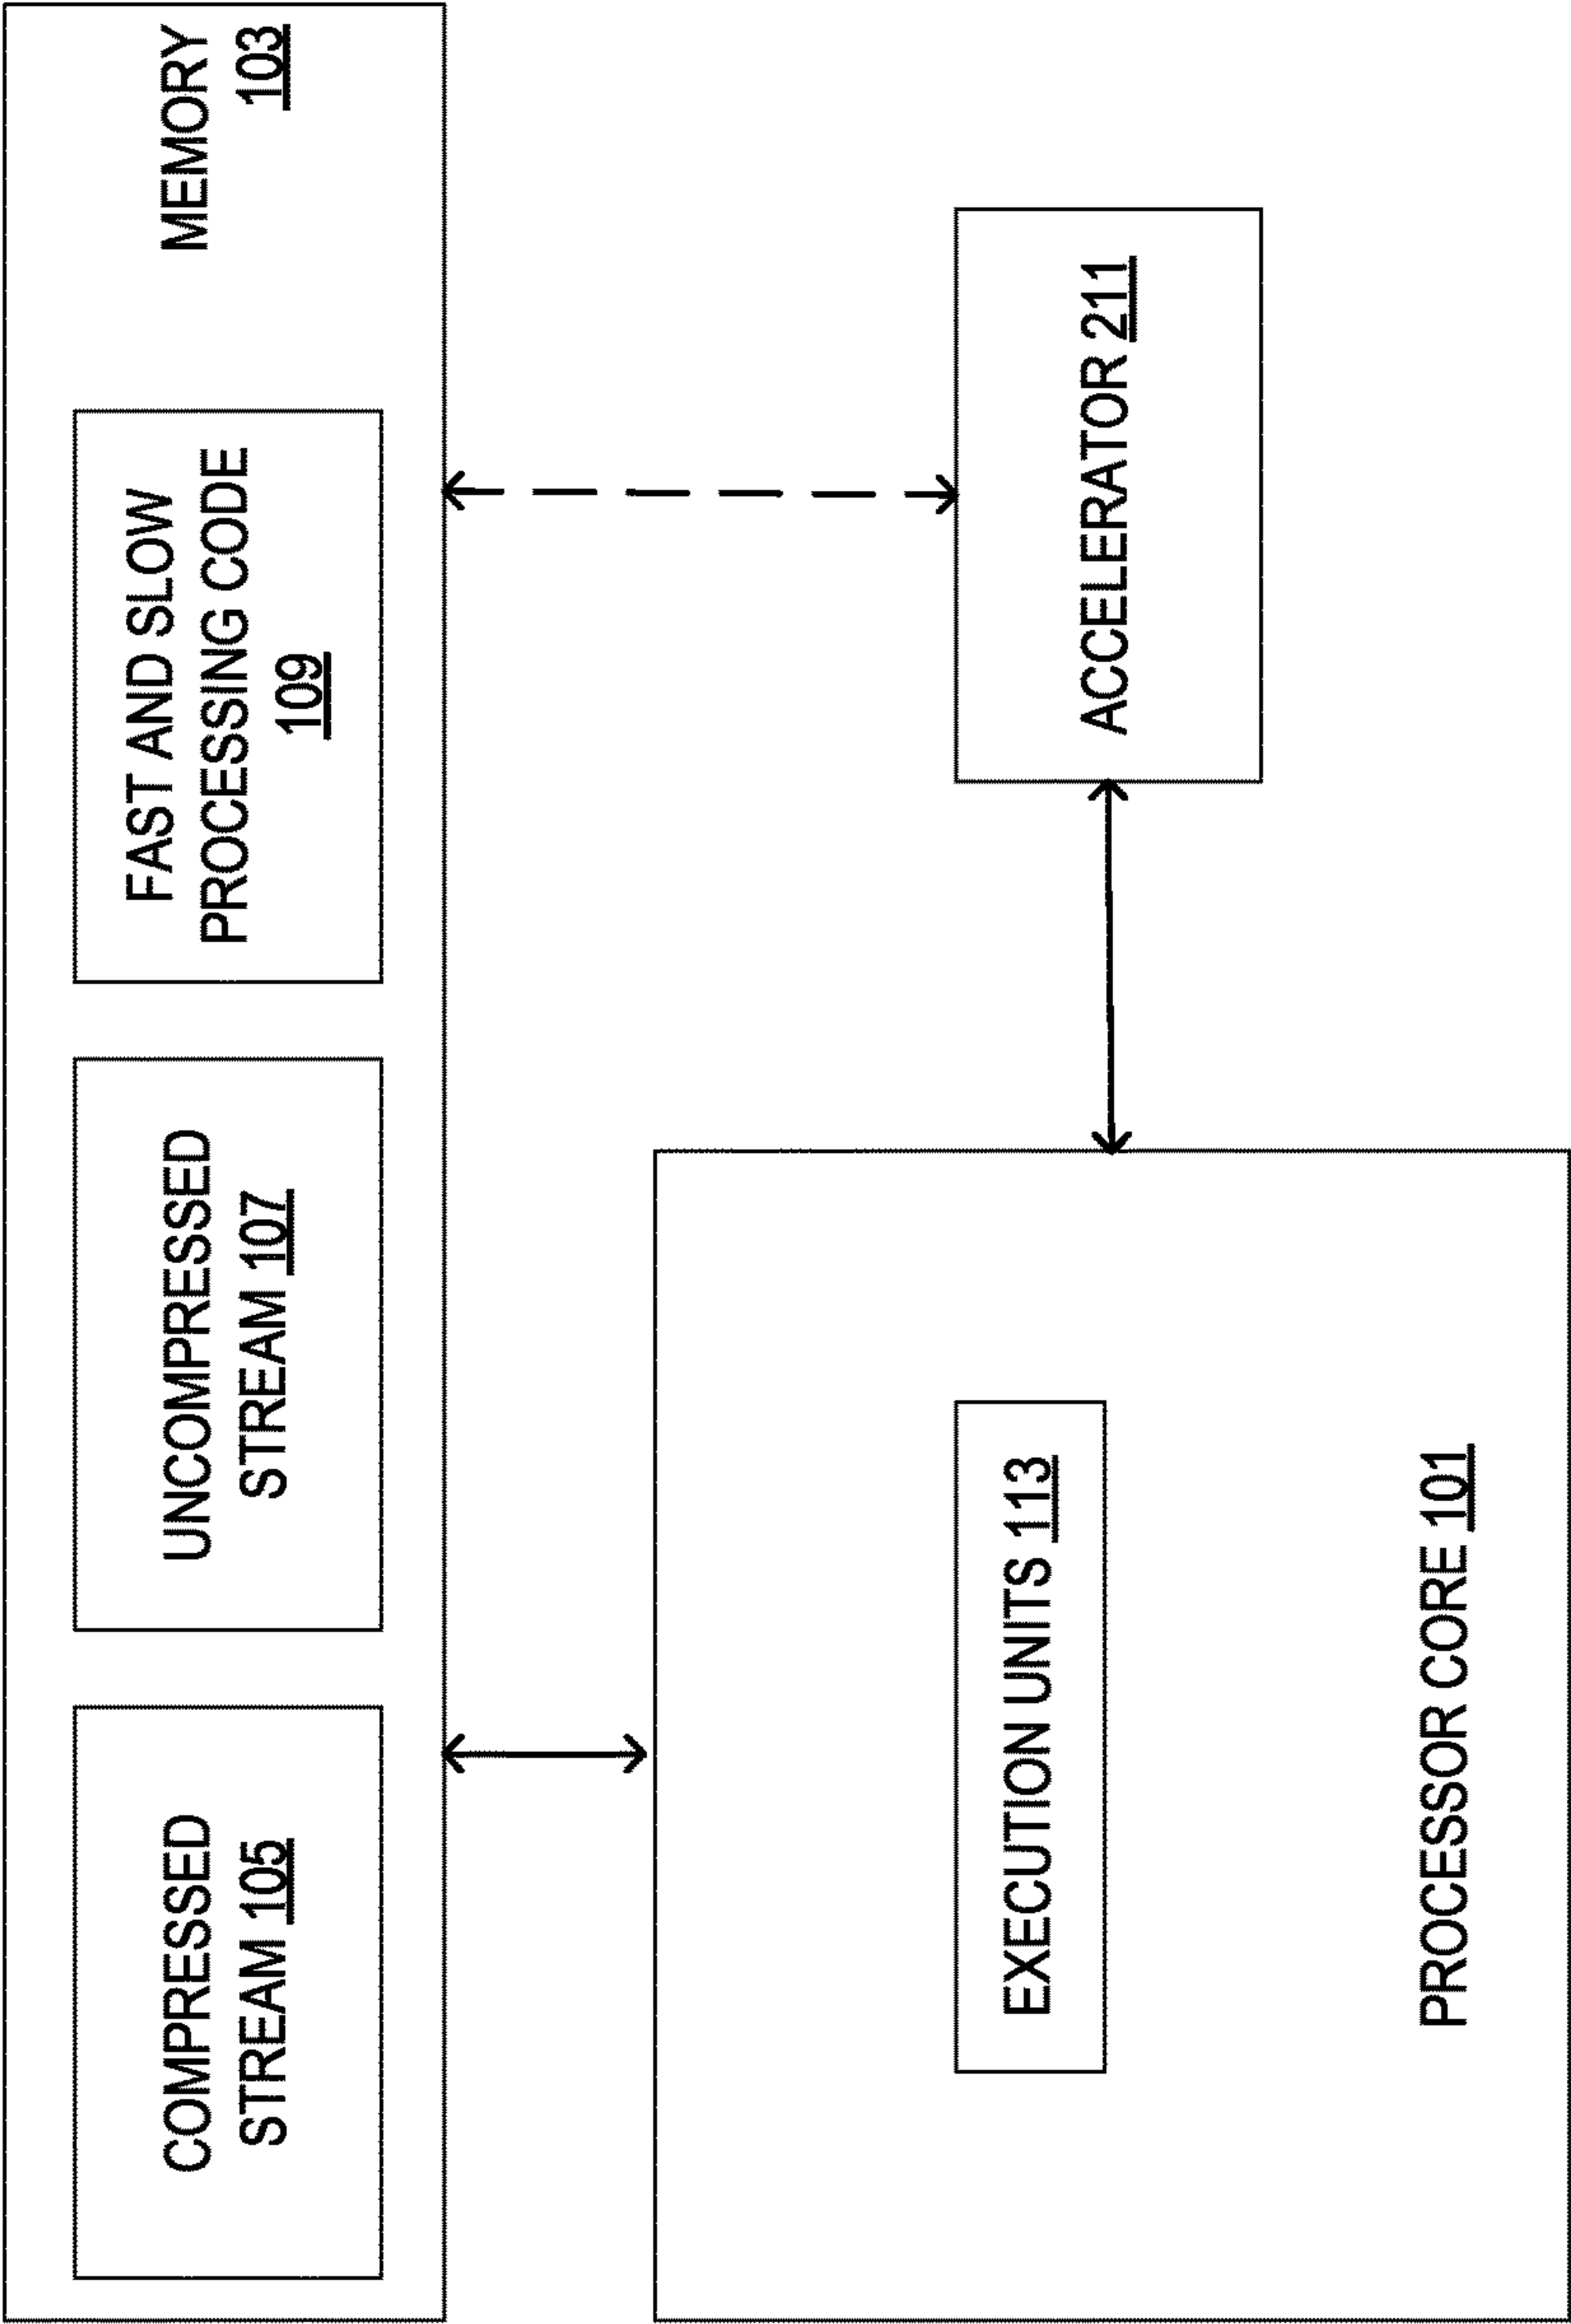 COMPRESSED
STREAM 105
UNCOMPRESSED
STREAM 107
FAST AND SLOW
PROCESSING CODE
109
MEMORY
103
EXECUTION UNITS 113
PROCESSOR CORE 101
ACCELERATOR 211